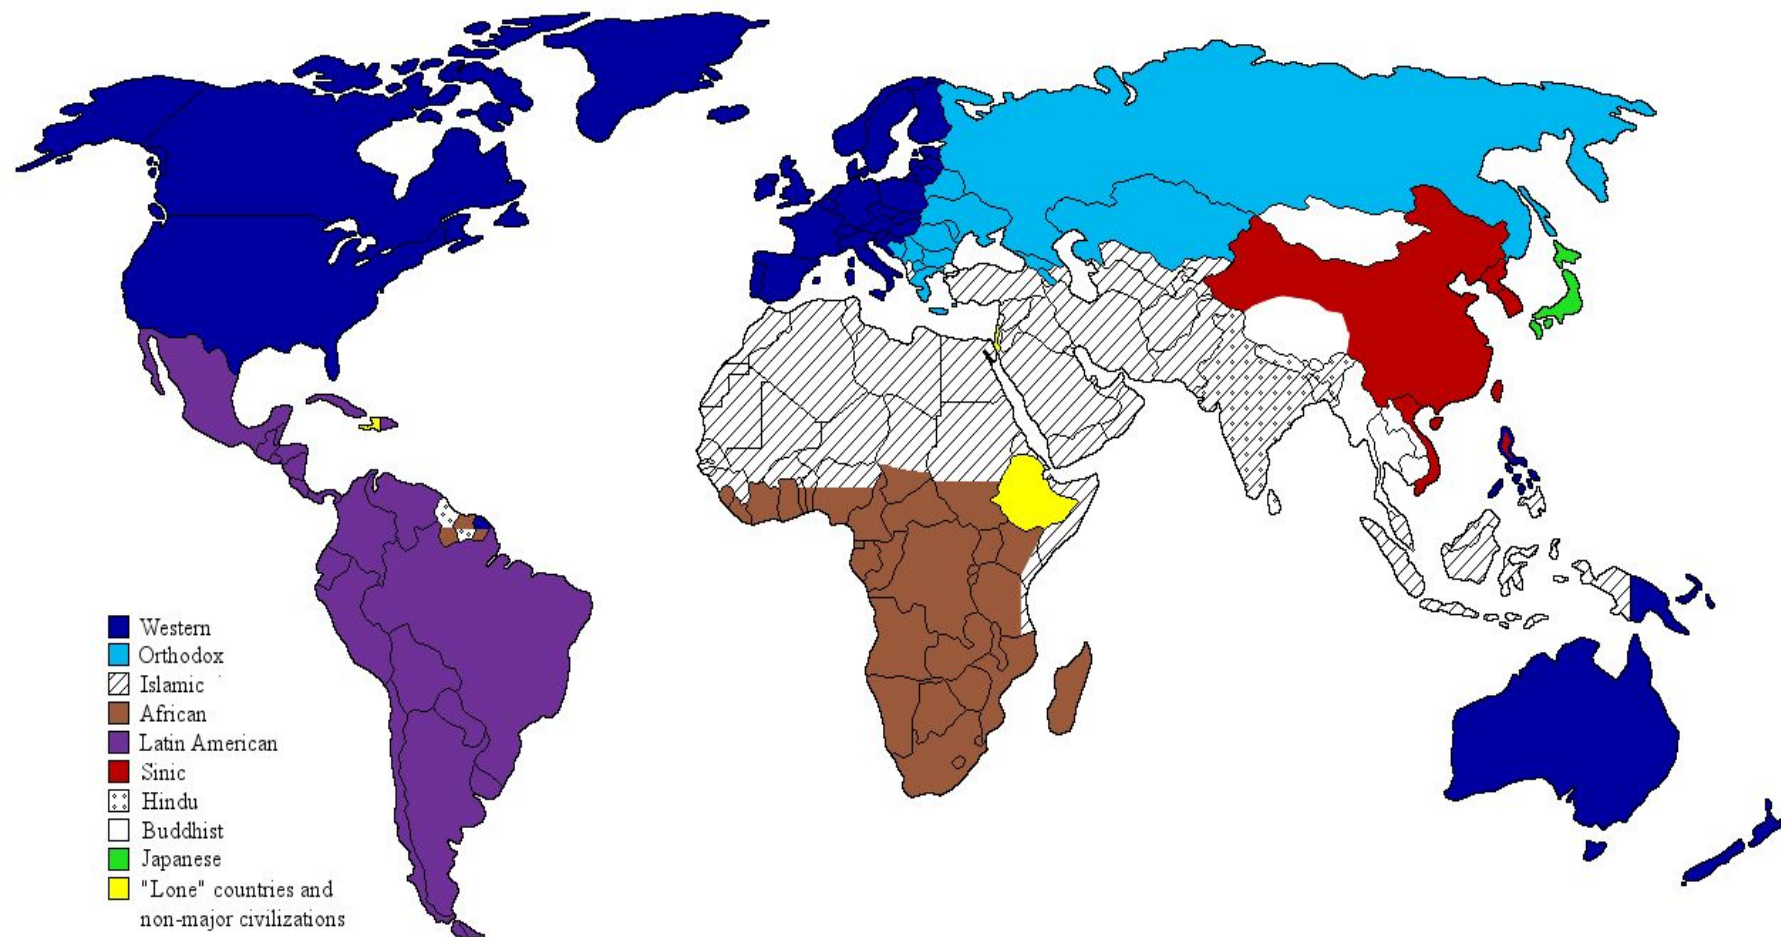 Western
Orthodox
Islamic
African
Latin American
Sinic
Hindu
Buddhist
Japanese
"Lone" countries and
non-major civilizations